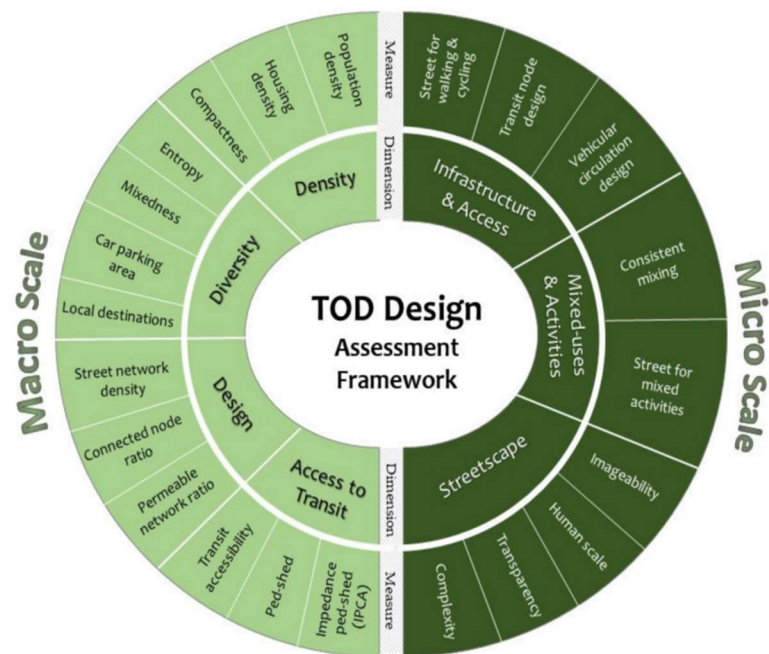 TOD Design
Assessment
Framework
Macro Scale
Micro Scale
Measure
Dimension
Dimension
Measure
Density
Population
density
Housing
density
Compactness
Diversity
Entropy
Mixedness
Car parking
area
Local destinations
Design
Street network
density
Connected node
ratio
Permeable
network ratio
Access to
Transit
Transit
accessibility
Ped-shed
Impedance
ped-shed
(IPCA)
Infrastructure
& Access
Street for
walking &
cycling
Transit node
design
Vehicular
circulation
design
Mixed-uses
& Activities
Consistent
mixing
Street for
mixed
activities
Streetscape
Imageability
Human scale
Transparency
Complexity